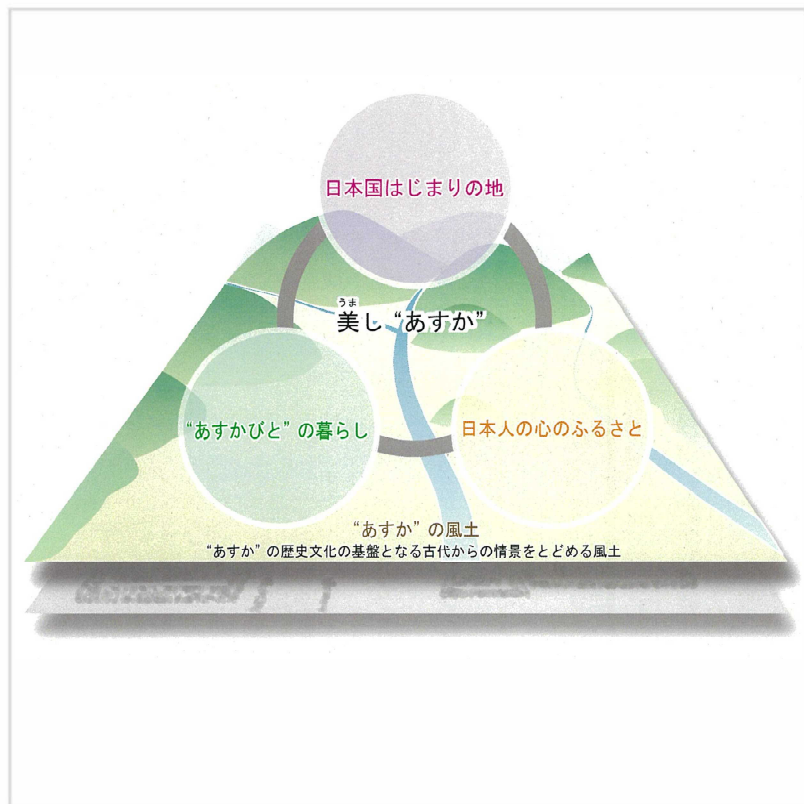 日本国はじまりの地
うま
美し “あすか”
“あすかびと” の暮らし
日本人の心のふるさと
“あすか” の風土
“あすか” の歴史文化の基盤となる古代からの情景をとどめる風土